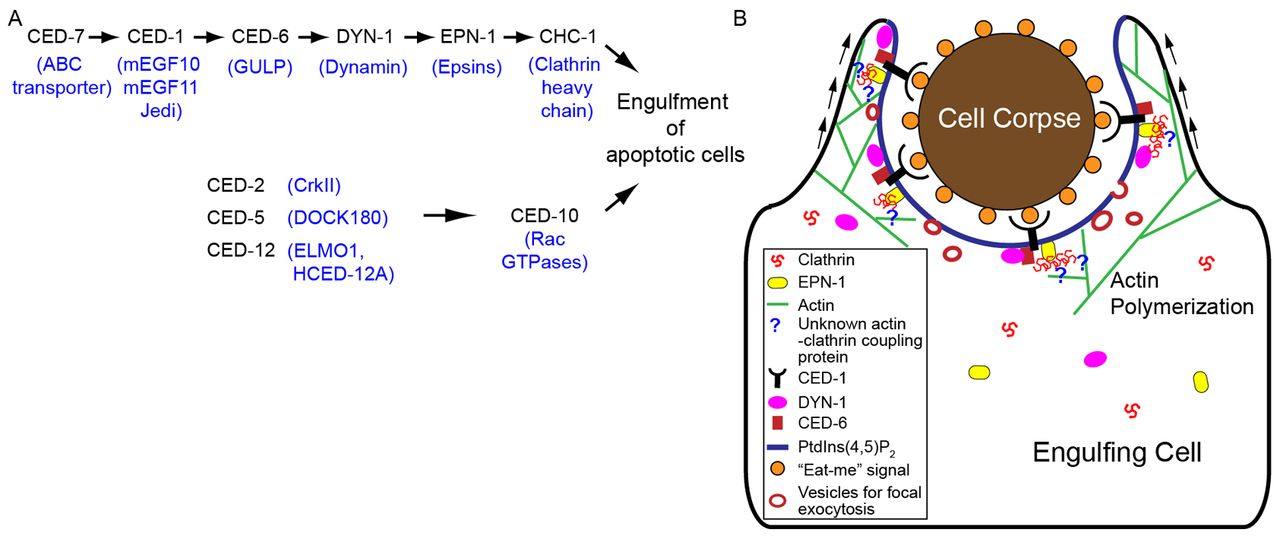 A
CED-7 CED-1 CED-6 DYN-1 EPN-1 CHC-1
(ABC transporter)
(mEGF10
mEGF11
Jedi)
(GULP)
(Dynamin)
(Epsins)
(Clathrin
heavy
chain)
Engulfment
of
apoptotic cells
CED-2 (CrkII)
CED-5 (DOCK180)
CED-12 (ELMO1,
HCED-12A)
CED-10
(Rac
GTPases)
B
Cell Corpse
?
?
?
?
?
?
Actin
Polymerization
Engulfing Cell
Clathrin
EPN-1
Actin
? Unknown actin
-clathrin coupling
protein
CED-1
DYN-1
CED-6
PtdIns(4,5)P2
“Eat-me” signal
Vesicles for focal
exocytosis